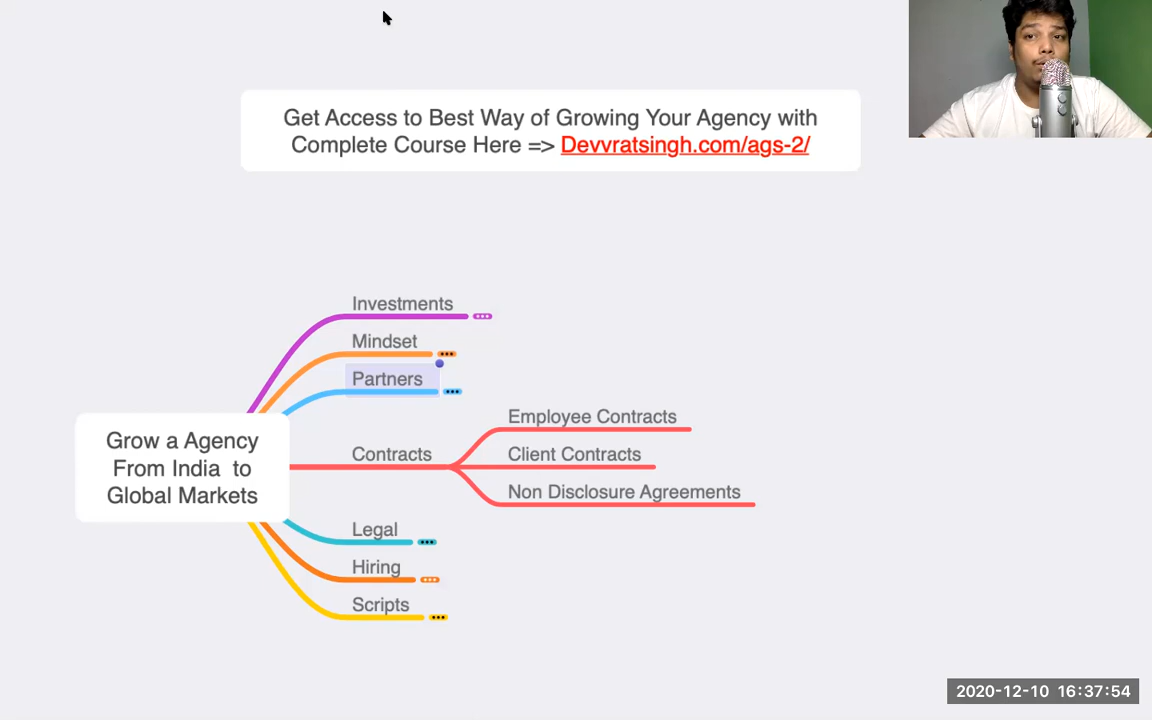 Get Access to Best Way of Growing Your Agency with
Complete Course Here => Devvratsingh.com/ags-2/
Investments
Mindset
Partners
Employee Contracts
Grow a Agency
From India to
Global Markets
Contracts
Client Contracts
Non Disclosure Agreements
Legal
Hiring
Scripts
2020-12-10 16:37:54